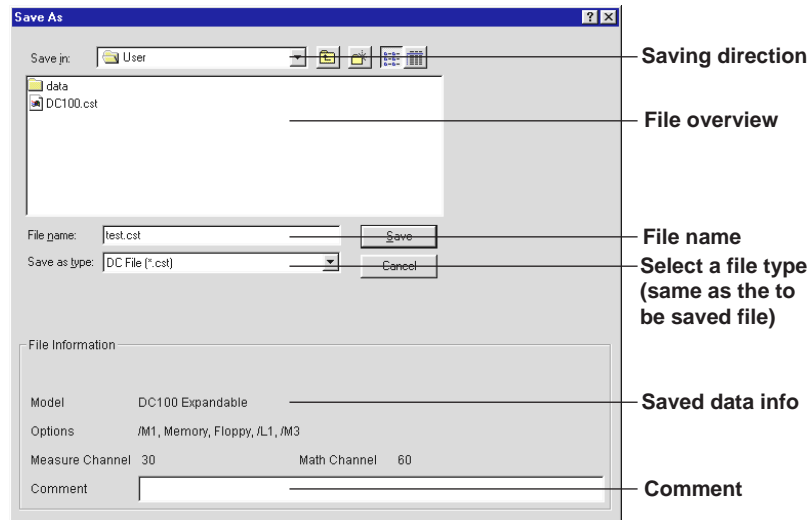 Save As
Save in: User
Saving direction
data
DC100.cst
File overview
File name: test.cst Save
File name
Save as type: DC File (*.cst) Cancel
Select a file type
(same as the to
be saved file)
File Information
Model DC100 Expandable
Saved data info
Options /M1, Memory, Floppy, /L1, /M3
Measure Channel 30 Math Channel 60
Comment
Comment